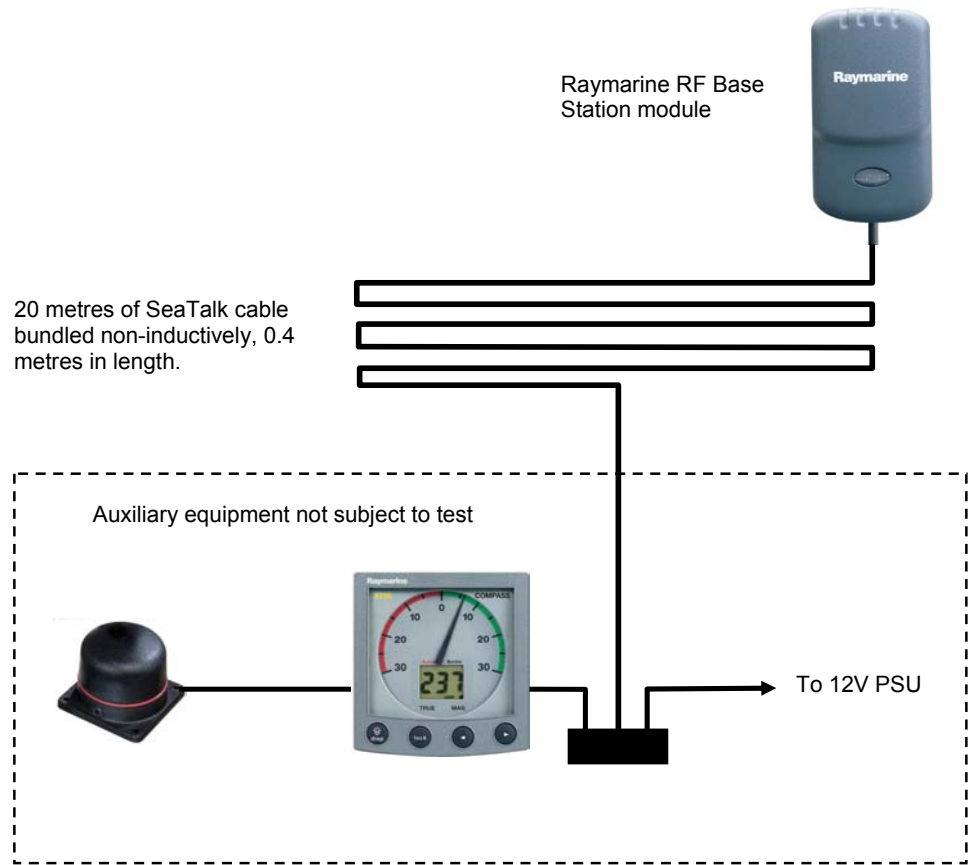 Raymarine
Raymarine RF Base
Station module
20 metres of SeaTalk cable
bundled non-inductively, 0.4
metres in length.
Auxiliary equipment not subject to test
Raymarine
COMPASS
0
10
10
20
20
30
30
237
TRUE MAG
disp
lock
To 12V PSU